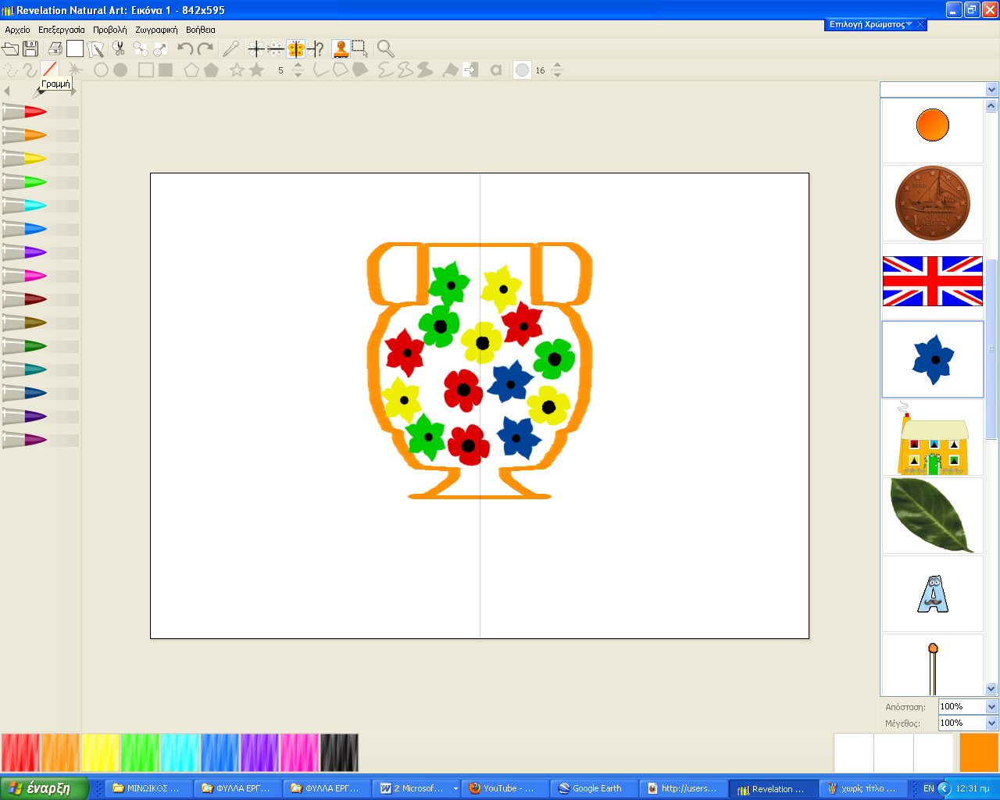 Revelation Natural Art: Εικόνα 1 - 842x595
Επιλογή Χρώματος
Αρχείο Επεξεργασία Προβολή Ζωγραφική Βοήθεια
5 a 16
Γραμμή
1 ΛΕΠΤΟ
Απόσταση: 100%
Μέγεθος: 100%
έναρξη ΜΙΝΩΙΚΟΣ ... ΦΥΛΛΑ ΕΡΓ... ΦΥΛΛΑ ΕΡΓ... 2 Microsof... YouTube - ... Google Earth http://users... Revelation ... χωρίς τίτλο ... EN 12:31 πμ